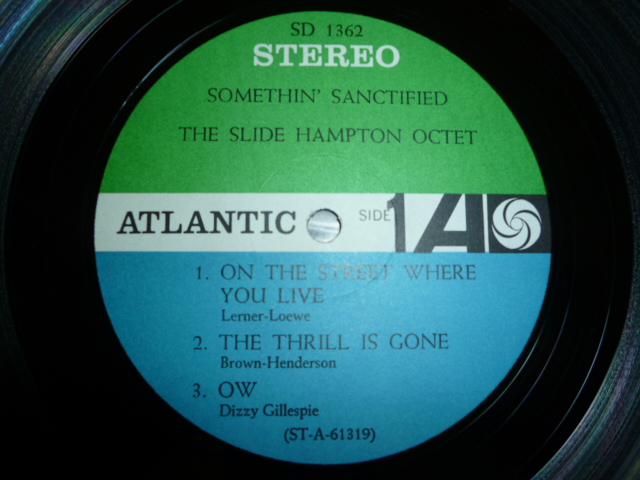 SD 1362
STEREO
SOMETHIN' SANCTIFIED
THE SLIDE HAMPTON OCTET
ATLANTIC SIDE 1 A
1. ON THE STREET WHERE
YOU LIVE
Lerner-Loewe
2. THE THRILL IS GONE
Brown-Henderson
3. OW
Dizzy Gillespie
(ST-A-61319)